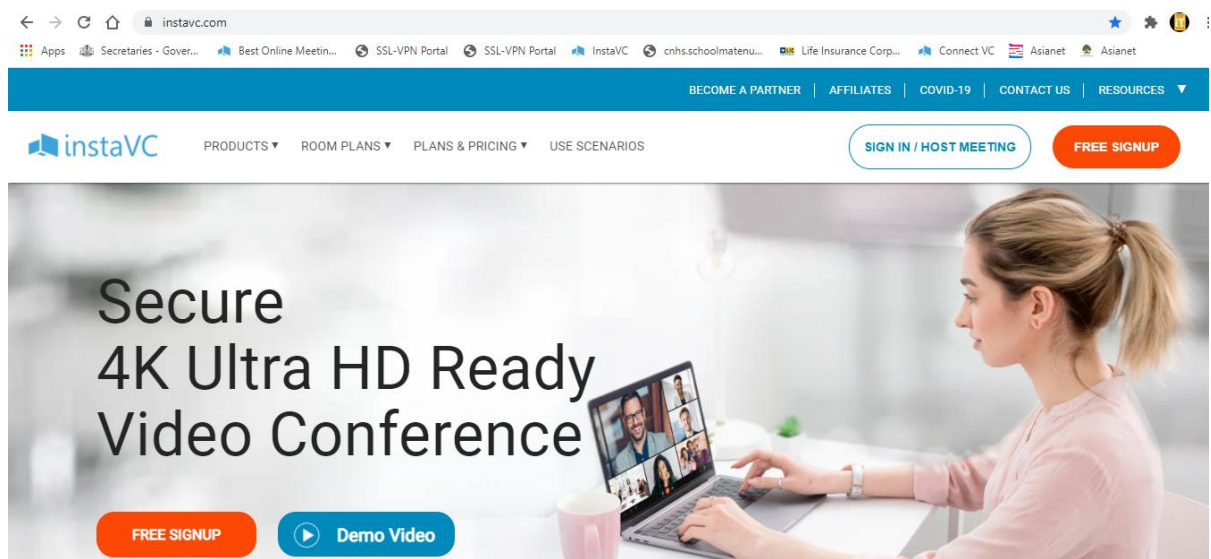 instavc.com
Apps Secretaries - Gover... Best Online Meetin... SSL-VPN Portal SSL-VPN Portal InstaVC cnhs.schoolmatenu... Life Insurance Corp... Connect VC Asianet Asianet
BECOME A PARTNER | AFFILIATES | COVID-19 | CONTACT US | RESOURCES ▼
instaVC PRODUCTS ▼ ROOM PLANS ▼ PLANS & PRICING ▼ USE SCENARIOS SIGN IN / HOST MEETING FREE SIGNUP
Secure
4K Ultra HD Ready
Video Conference
FREE SIGNUP Demo Video